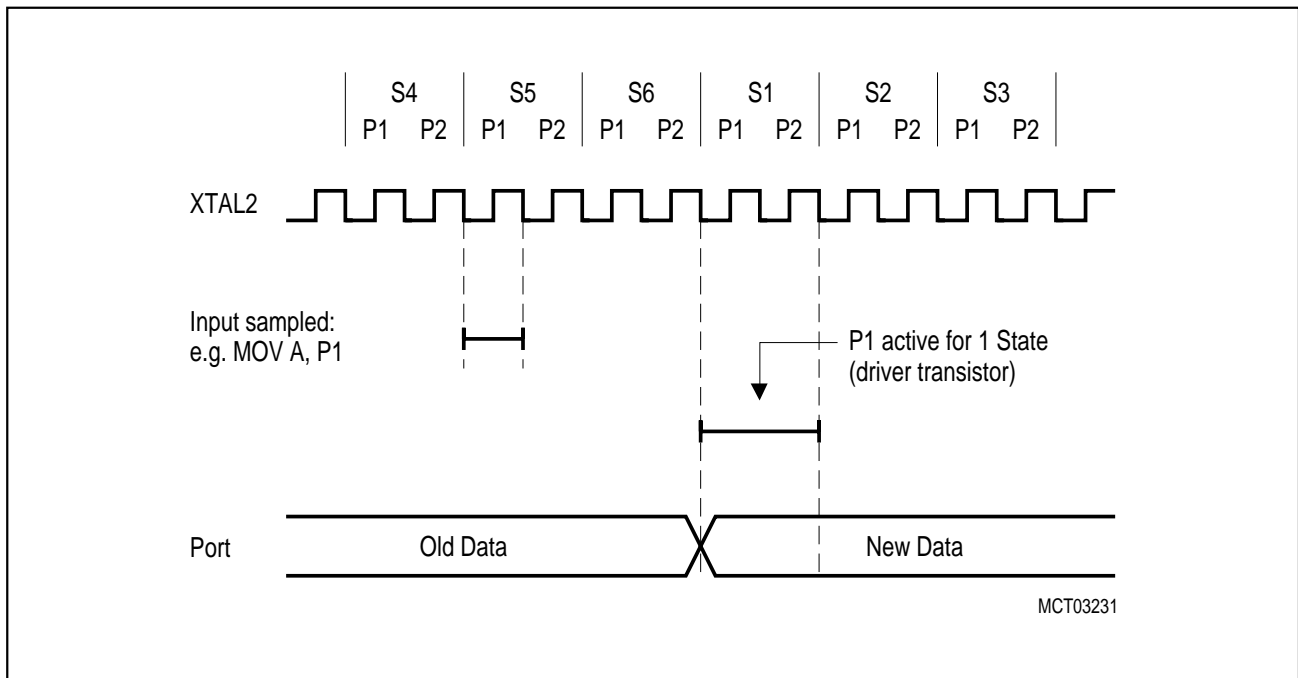 S4 S5 S6 S1 S2 S3
P1 P2 P1 P2 P1 P2 P1 P2 P1 P2 P1 P2
XTAL2
Input sampled:
e.g. MOV A, P1
P1 active for 1 State
(driver transistor)
Port Old Data New Data
MCT03231